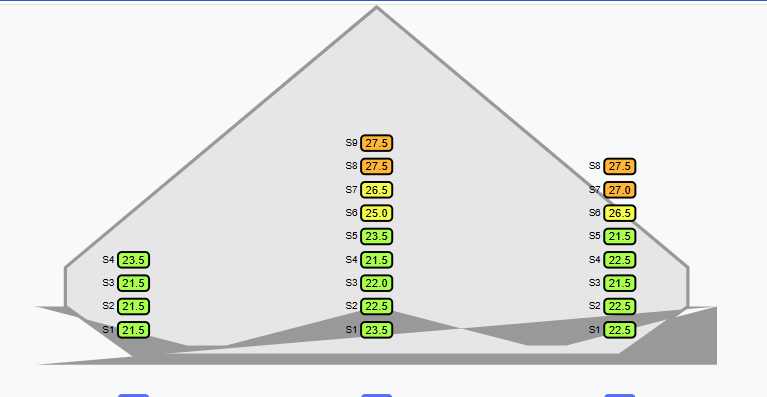 S9 27.5
S8 27.5 S8 27.5
S7 26.5 S7 27.0
S6 25.0 S6 26.5
S5 23.5 S5 21.5
S4 23.5 S4 21.5 S4 22.5
S3 21.5 S3 22.0 S3 21.5
S2 21.5 S2 22.5 S2 22.5
S1 21.5 S1 23.5 S1 22.5